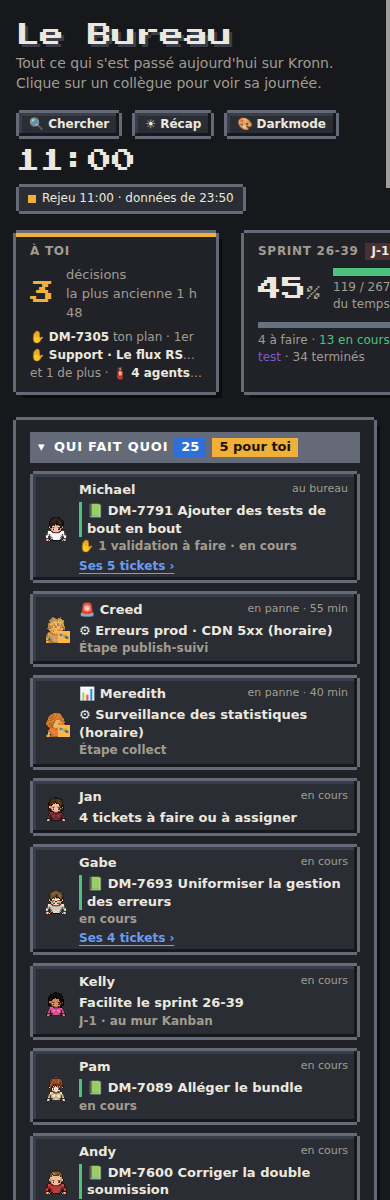 Le Bureau
Tout ce qui s'est passé aujourd'hui sur Kronn.
Clique sur un collègue pour voir sa journée.
🔍 Chercher
☀ Récap
🎨 Darkmode
11:00
Rejeu 11:00 · données de 23:50
À TOI
3
décisions
la plus ancienne 1 h
48
✋ DM-7305 ton plan · 1er
✋ Support · Le flux RS…
et 1 de plus · 🧯 4 agents…
SPRINT 26-39
J-1
45%
119 / 267
du temps
4 à faire · 13 en cours
test · 34 terminés
▾ QUI FAIT QUOI 25 5 pour toi
Michael
au bureau
📗 DM-7791 Ajouter des tests de
bout en bout
✋ 1 validation à faire · en cours
Ses 5 tickets ›
🚨 Creed
en panne · 55 min
⚙ Erreurs prod · CDN 5xx (horaire)
Étape publish-suivi
📊 Meredith
en panne · 40 min
⚙ Surveillance des statistiques
(horaire)
Étape collect
Jan
en cours
4 tickets à faire ou à assigner
Gabe
en cours
📗 DM-7693 Uniformiser la gestion
des erreurs
en cours
Ses 4 tickets ›
Kelly
en cours
Facilite le sprint 26-39
J-1 · au mur Kanban
Pam
en cours
📗 DM-7089 Alléger le bundle
en cours
Andy
en cours
📗 DM-7600 Corriger la double
soumission